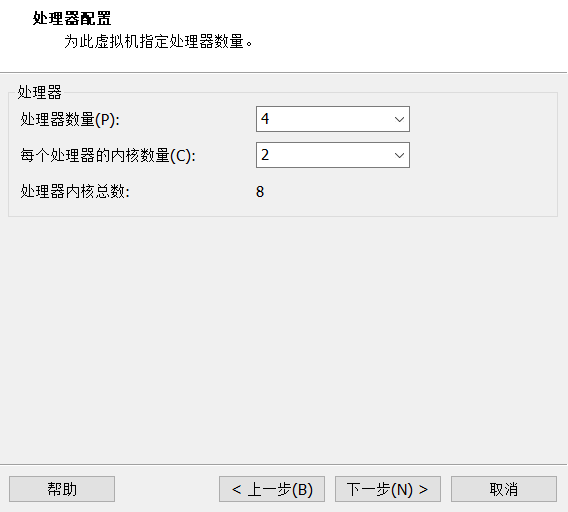 处理器配置
为此虚拟机指定处理器数量。
处理器
处理器数量(P): 4
每个处理器的内核数量(C): 2
处理器内核总数: 8
帮助 < 上一步(B) 下一步(N) > 取消